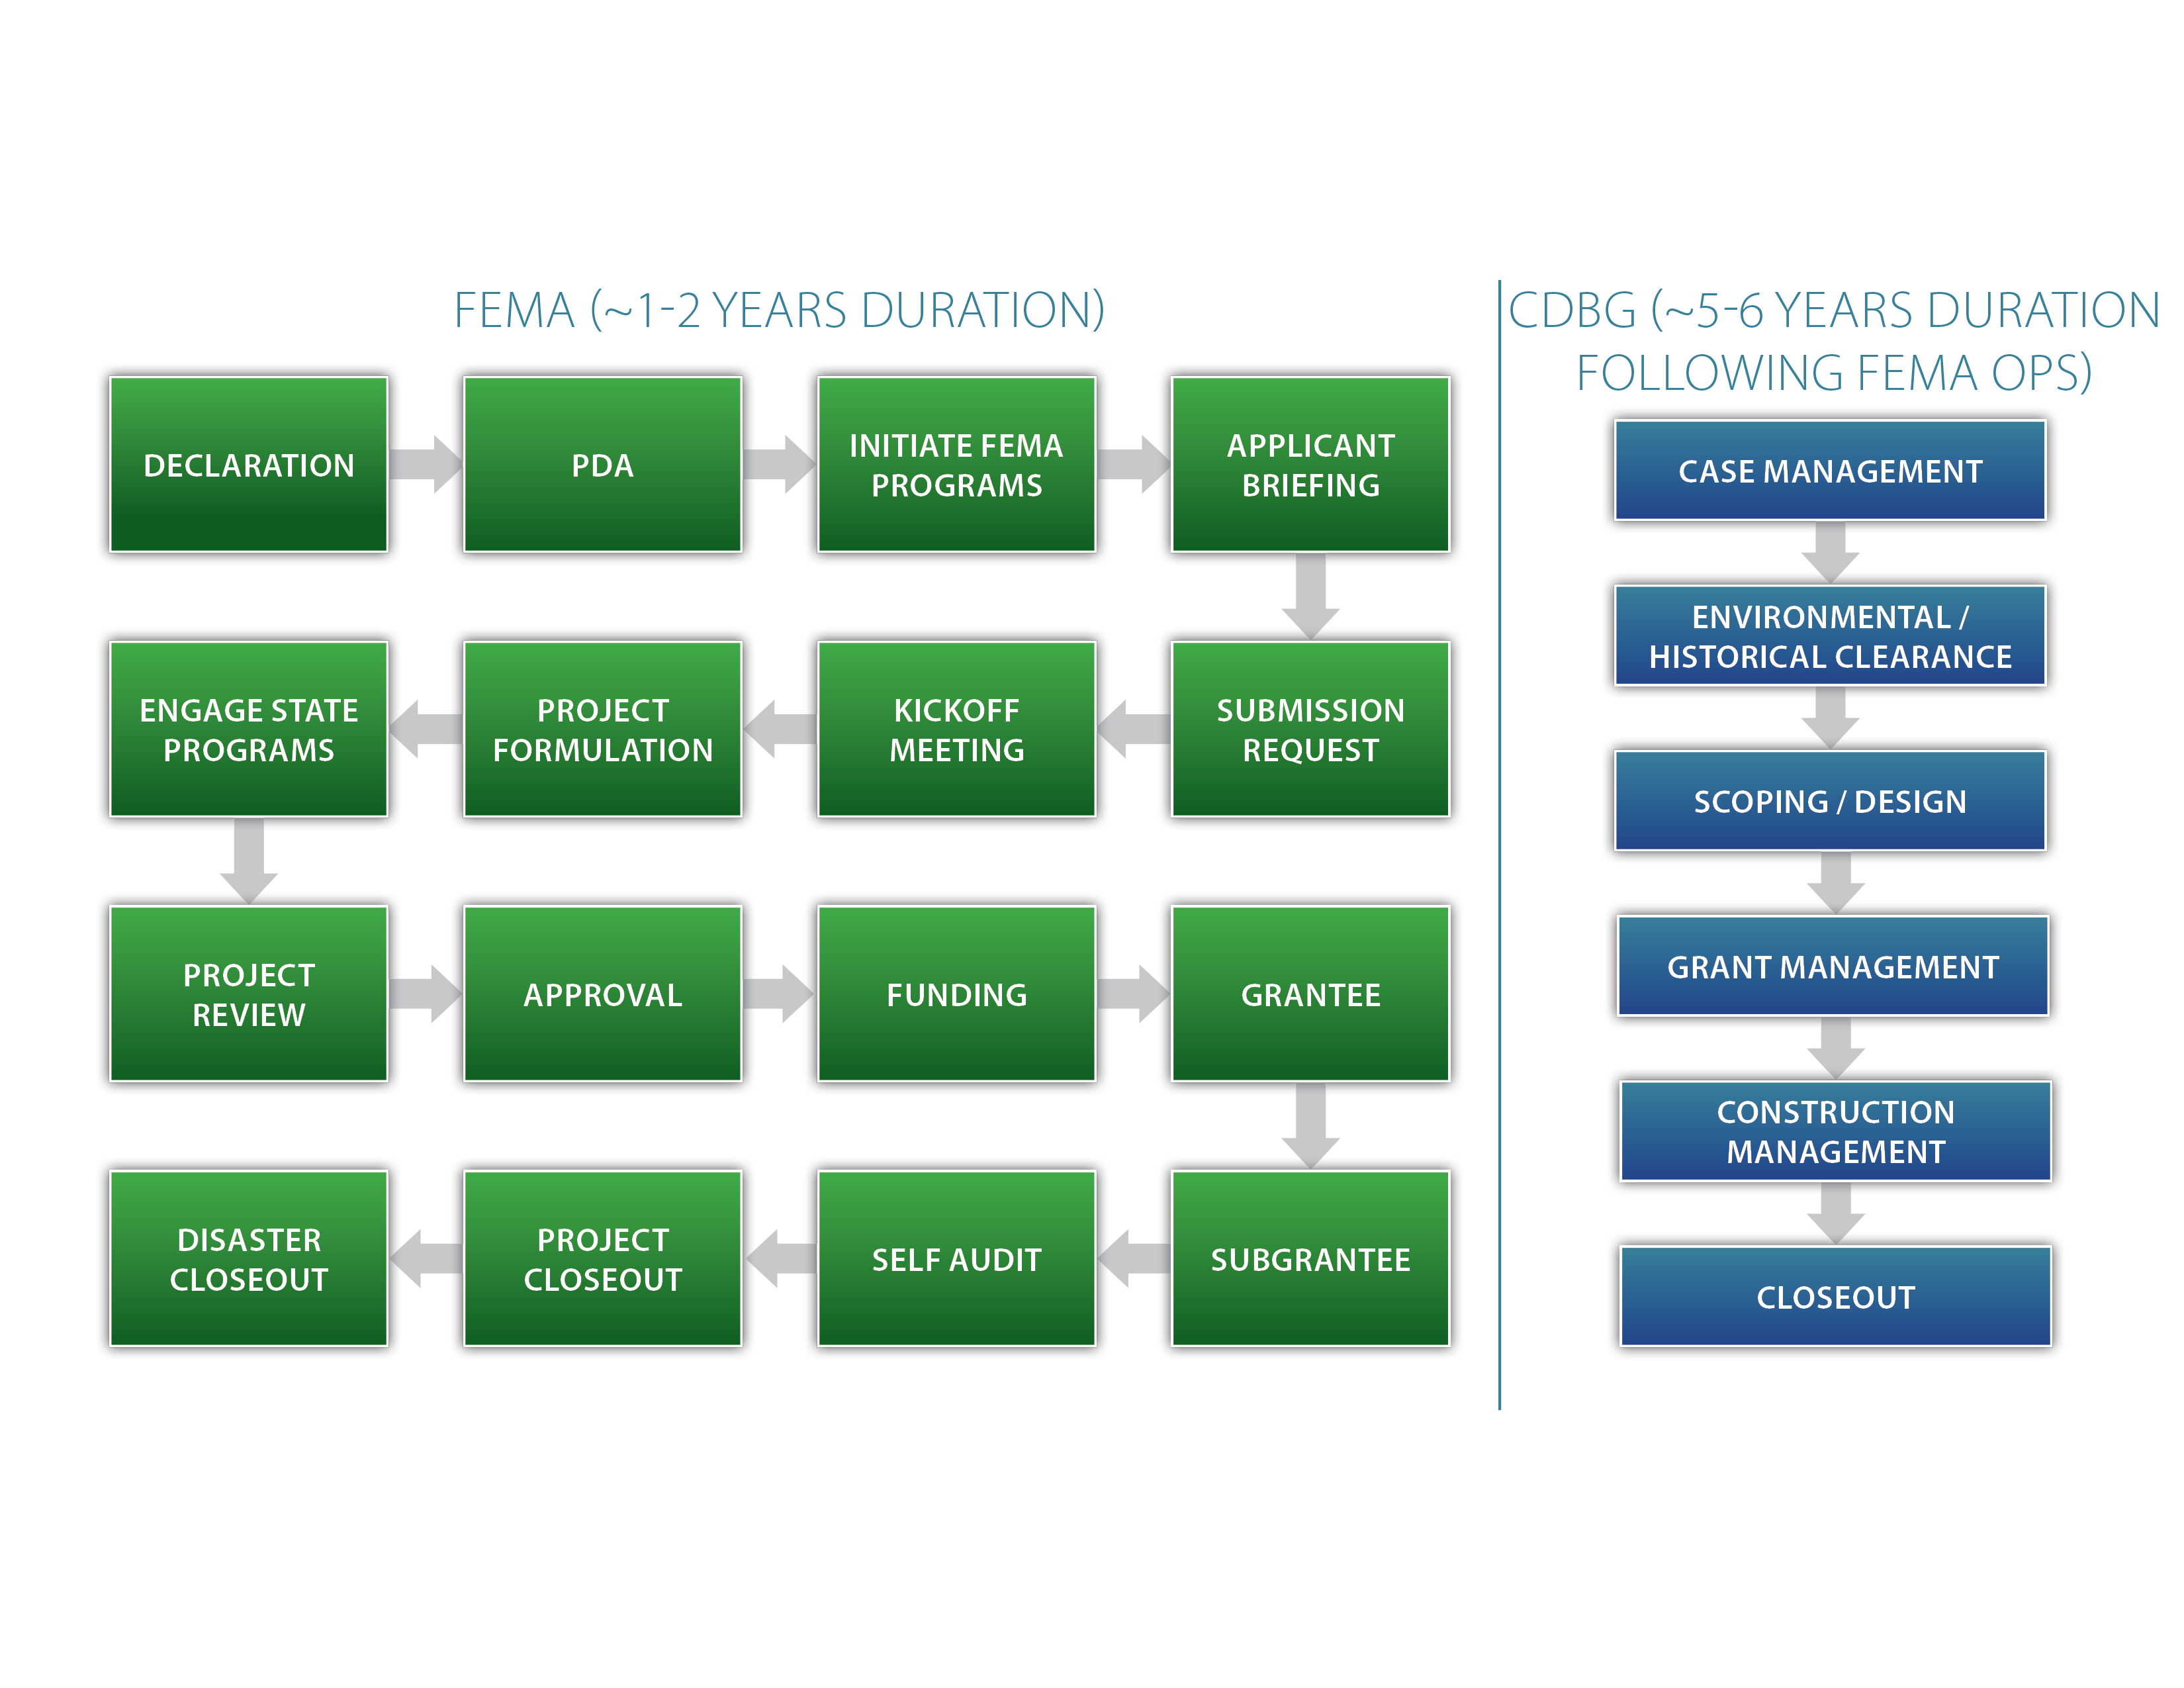 FEMA (~1-2 YEARS DURATION)
DECLARATION
PDA
INITIATE FEMA
PROGRAMS
APPLICANT
BRIEFING
SUBMISSION
REQUEST
KICKOFF
MEETING
PROJECT
FORMULATION
ENGAGE STATE
PROGRAMS
PROJECT
REVIEW
APPROVAL
FUNDING
GRANTEE
SUBGRANTEE
SELF AUDIT
PROJECT
CLOSEOUT
DISASTER
CLOSEOUT
CDBG (~5-6 YEARS DURATION
FOLLOWING FEMA OPS)
CASE MANAGEMENT
ENVIRONMENTAL /
HISTORICAL CLEARANCE
SCOPING / DESIGN
GRANT MANAGEMENT
CONSTRUCTION
MANAGEMENT
CLOSEOUT